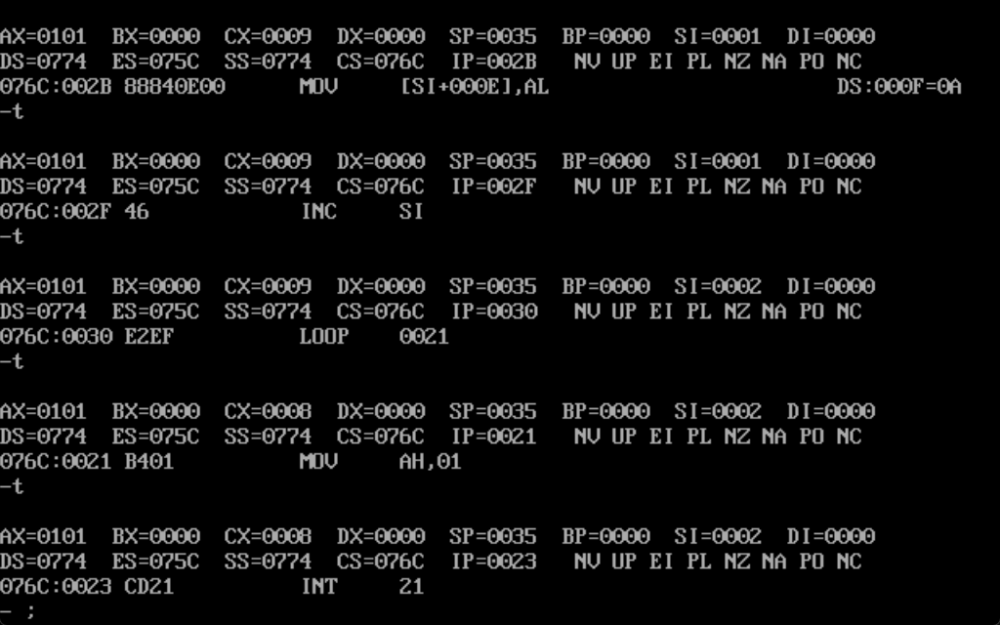 AX=0101  BX=0000  CX=0009  DX=0000  SP=0035  BP=0000  SI=0001  DI=0000
DS=0774  ES=075C  SS=0774  CS=076C  IP=002B   NV UP EI PL NZ NA PO NC
076C:002B 88840E00      MOV     [SI+000E],AL                       DS:000F=0A
-t
AX=0101  BX=0000  CX=0009  DX=0000  SP=0035  BP=0000  SI=0001  DI=0000
DS=0774  ES=075C  SS=0774  CS=076C  IP=002F   NV UP EI PL NZ NA PO NC
076C:002F 46            INC     SI
-t
AX=0101  BX=0000  CX=0009  DX=0000  SP=0035  BP=0000  SI=0002  DI=0000
DS=0774  ES=075C  SS=0774  CS=076C  IP=0030   NV UP EI PL NZ NA PO NC
076C:0030 E2EF          LOOP    0021
-t
AX=0101  BX=0000  CX=0008  DX=0000  SP=0035  BP=0000  SI=0002  DI=0000
DS=0774  ES=075C  SS=0774  CS=076C  IP=0021   NV UP EI PL NZ NA PO NC
076C:0021 B401          MOV     AH,01
-t
AX=0101  BX=0000  CX=0008  DX=0000  SP=0035  BP=0000  SI=0002  DI=0000
DS=0774  ES=075C  SS=0774  CS=076C  IP=0023   NV UP EI PL NZ NA PO NC
076C:0023 CD21          INT     21
- ;